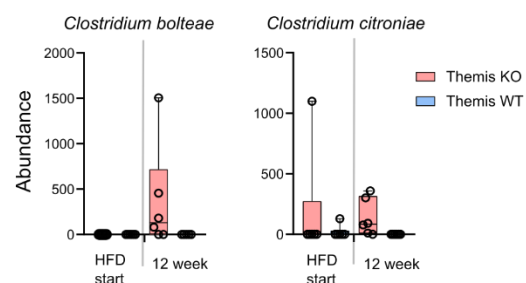 Clostridium bolteae
Clostridium citroniae
Abundance
2000
1500
1000
500
0
HFD
start
12 week
1500
1000
500
0
HFD
start
12 week
Themis KO
Themis WT